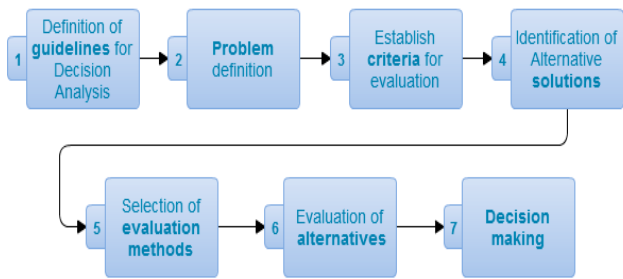 1
Definition of
guidelines for
Decision
Analysis
2
Problem
definition
3
Establish
criteria for
evaluation
4
Identification of
Alternative
solutions
5
Selection of
evaluation
methods
6
Evaluation of
alternatives
7
Decision
making